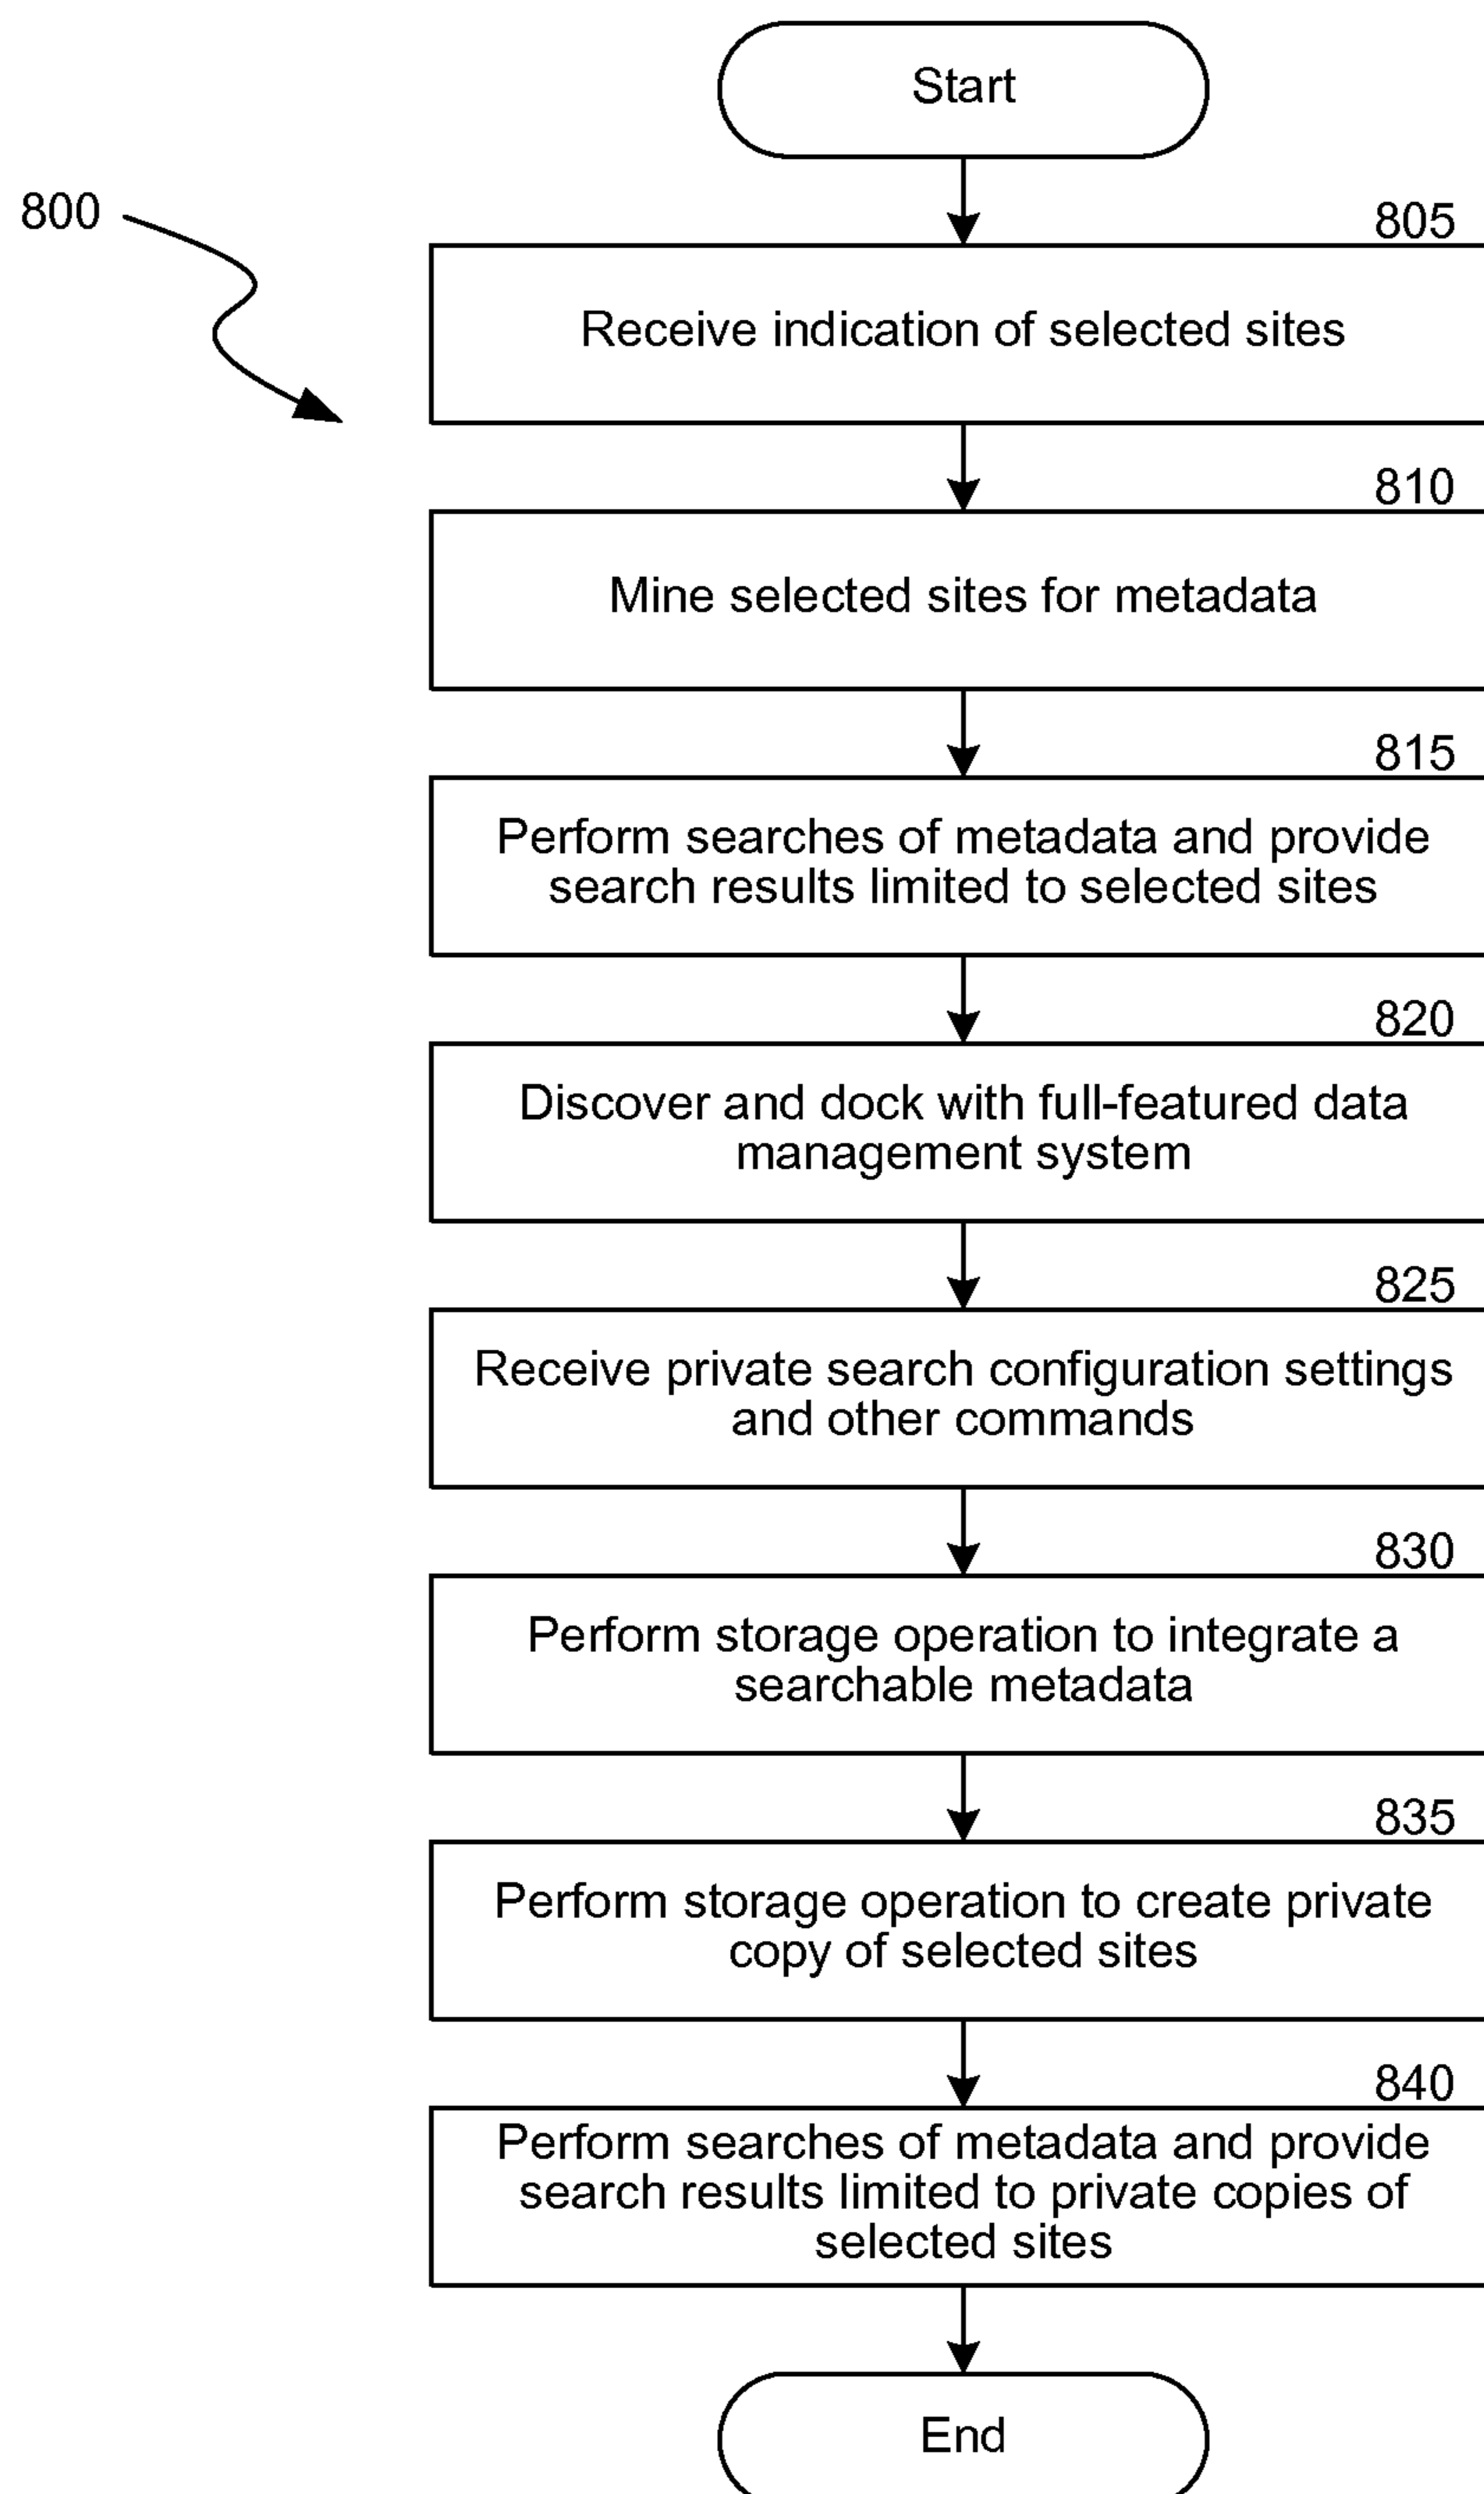 Start
800
805
Receive indication of selected sites
810
Mine selected sites for metadata
815
Perform searches of metadata and provide
search results limited to selected sites
820
Discover and dock with full-featured data
management system
825
Receive private search configuration settings
and other commands
830
Perform storage operation to integrate a
searchable metadata
835
Perform storage operation to create private
copy of selected sites
840
Perform searches of metadata and provide
search results limited to private copies of
selected sites
End